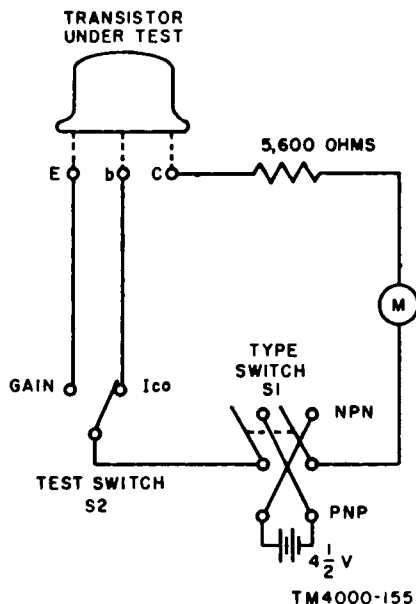 TRANSISTOR
UNDER TEST
E b C
5,600 OHMS
M
TYPE
SWITCH
S1
GAIN Ico NPN
TEST SWITCH
S2
PNP
4 1/2 V
TM4000-155